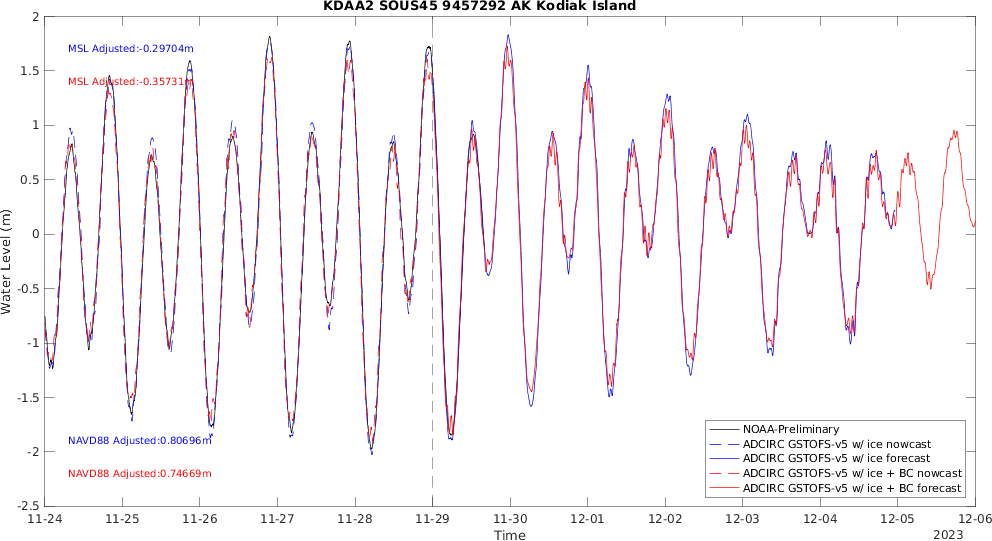 KDAA2 SOUS45 9457292 AK Kodiak Island
2
1.5
1
0.5
0
-0.5
-1
-1.5
-2
-2.5
Water Level (m)
MSL Adjusted:-0.29704m
MSL Adjusted:-0.35731m
NAVD88 Adjusted:0.80696m
NAVD88 Adjusted:0.74669m
NOAA-Preliminary
ADCIRC GSTOFS-v5 w/ ice nowcast
ADCIRC GSTOFS-v5 w/ ice forecast
ADCIRC GSTOFS-v5 w/ ice + BC nowcast
ADCIRC GSTOFS-v5 w/ ice + BC forecast
11-24 11-25 11-26 11-27 11-28 11-29 11-30 12-01 12-02 12-03 12-04 12-05 12-06
Time
2023